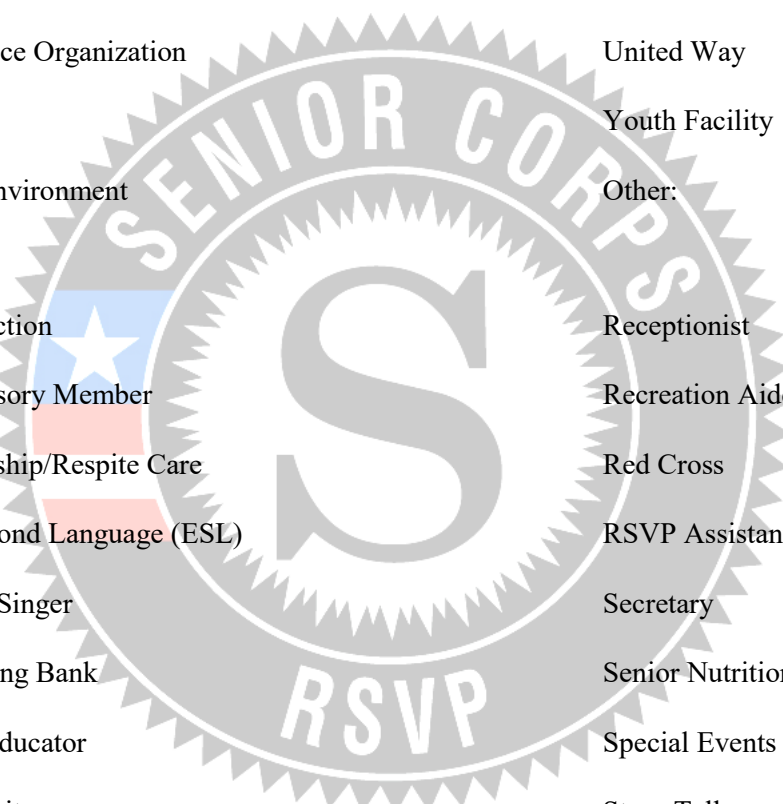 ce Organization
United Way
Youth Facility
nvironment
Other:
SENIOR CORPS
S
RSVP
ction
Receptionist
sory Member
Recreation Aid
ship/Respite Care
Red Cross
ond Language (ESL)
RSVP Assistan
Singer
Secretary
ng Bank
Senior Nutrition
ducator
Special Events